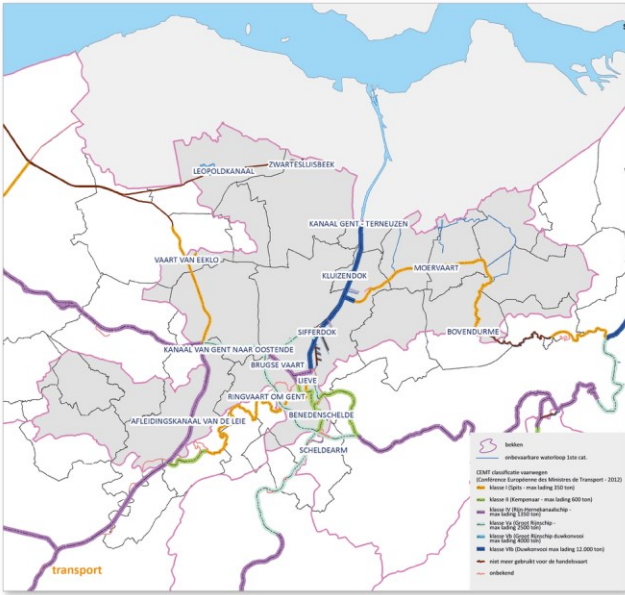 ZWARTESLUISBEEK
LEOPOLDKANAAL
KANAAL GENT - TERNEUZEN
VAART VAN EEKLO
MOERVAART
KLUIZENDOK
SIFFERDOK
BOVENDURME
KANAAL VAN GENT NAAR OOSTENDE
BRUGSE VAART
LIEVE
RINGVAART OM GENT
BENEDENSCHELDE
AFLEIDINGSKANAAL VAN DE LEIE
SCHELDEARM
bekken
onbevaarbare waterloop 1ste cat.
CEMT classificatie vaarwegen
(Conférence Européenne des Ministres de Transport - 2012)
klasse I (Spits - max lading 350 ton)
klasse II (Kempenaar - max lading 600 ton)
klasse IV (Rijn-Hernekanaalschip -
max lading 1350 ton)
klasse Va (Groot Rijnschip -
max lading 2500 ton)
klasse Vb (Groot Rijnschip duwkonvooi
max lading 4000 ton)
klasse VIb (Duwkonvooi max lading 12.000 ton)
niet meer gebruikt voor de handelsvaart
onbekend
transport